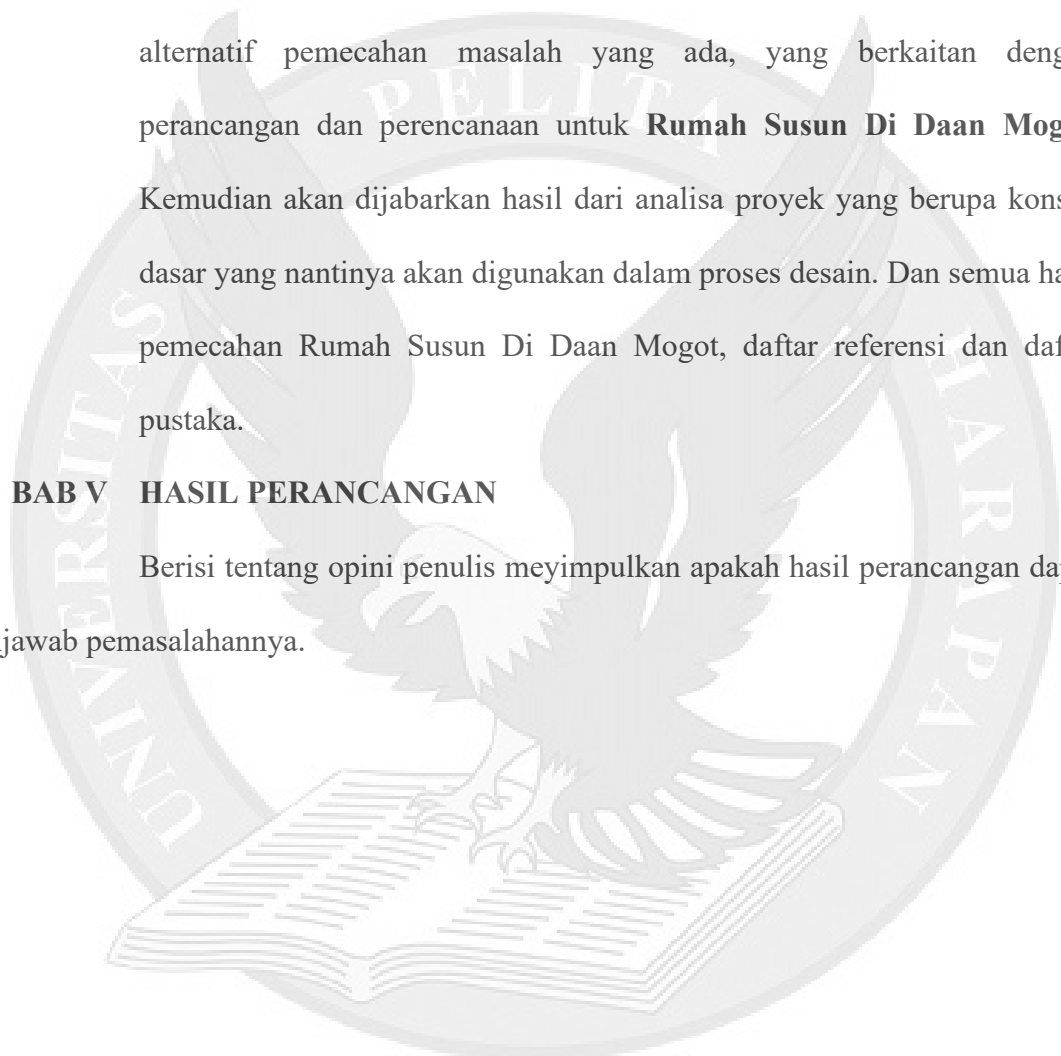 alternatif pemecahan masalah yang ada, yang berkaitan deng
perancangan dan perencanaan untuk Rumah Susun Di Daan Mog
Kemudian akan dijabarkan hasil dari analisa proyek yang berupa kons
dasar yang nantinya akan digunakan dalam proses desain. Dan semua ha
pemecahan Rumah Susun Di Daan Mogot, daftar referensi dan daf
pustaka.
BAB V HASIL PERANCANGAN
Berisi tentang opini penulis meyimpulkan apakah hasil perancangan da
jawab pemasalahannya.
UNIVERSITAS PELITA HARAPAN